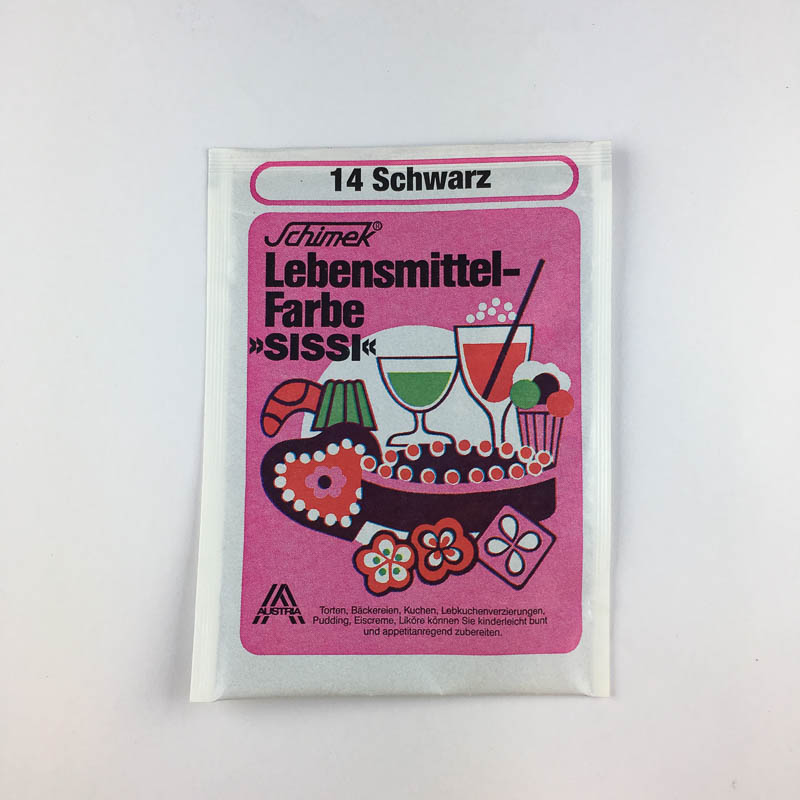 14 Schwarz
Schimek®
Lebensmittel-
Farbe
»SISSI«
AUSTRIA
Torten, Bäckereien, Kuchen, Lebkuchenverzierungen,
Pudding, Eiscreme, Liköre können Sie kinderleicht bunt
und appetitanregend zubereiten.